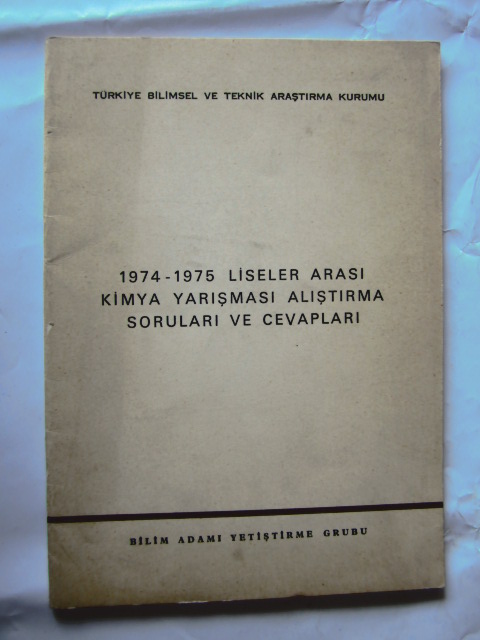 TÜRKİYE BİLİMSEL VE TEKNİK ARAŞTIRMA KURUMU
1974-1975 LİSELER ARASI
KİMYA YARIŞMASI ALIŞTIRMA
SORULARI VE CEVAPLARI
BİLİM ADAMI YETİŞTİRME GRUBU